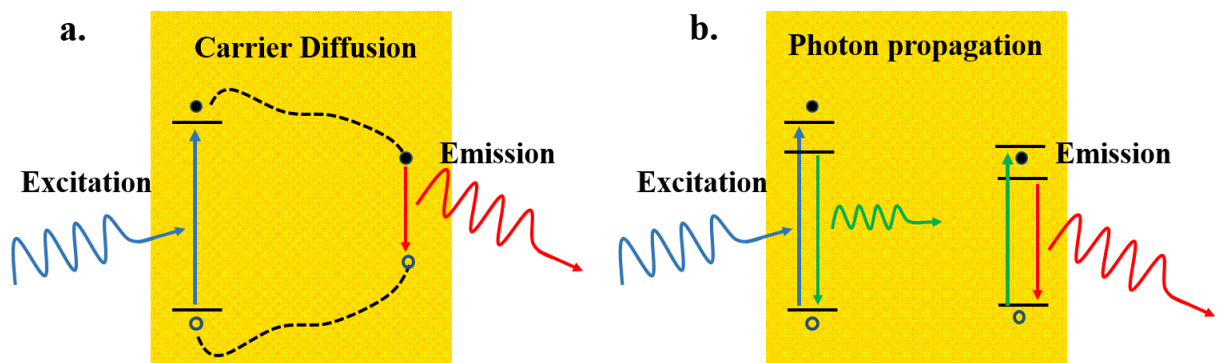 a.
Carrier Diffusion
Excitation
Emission
b.
Photon propagation
Excitation
Emission